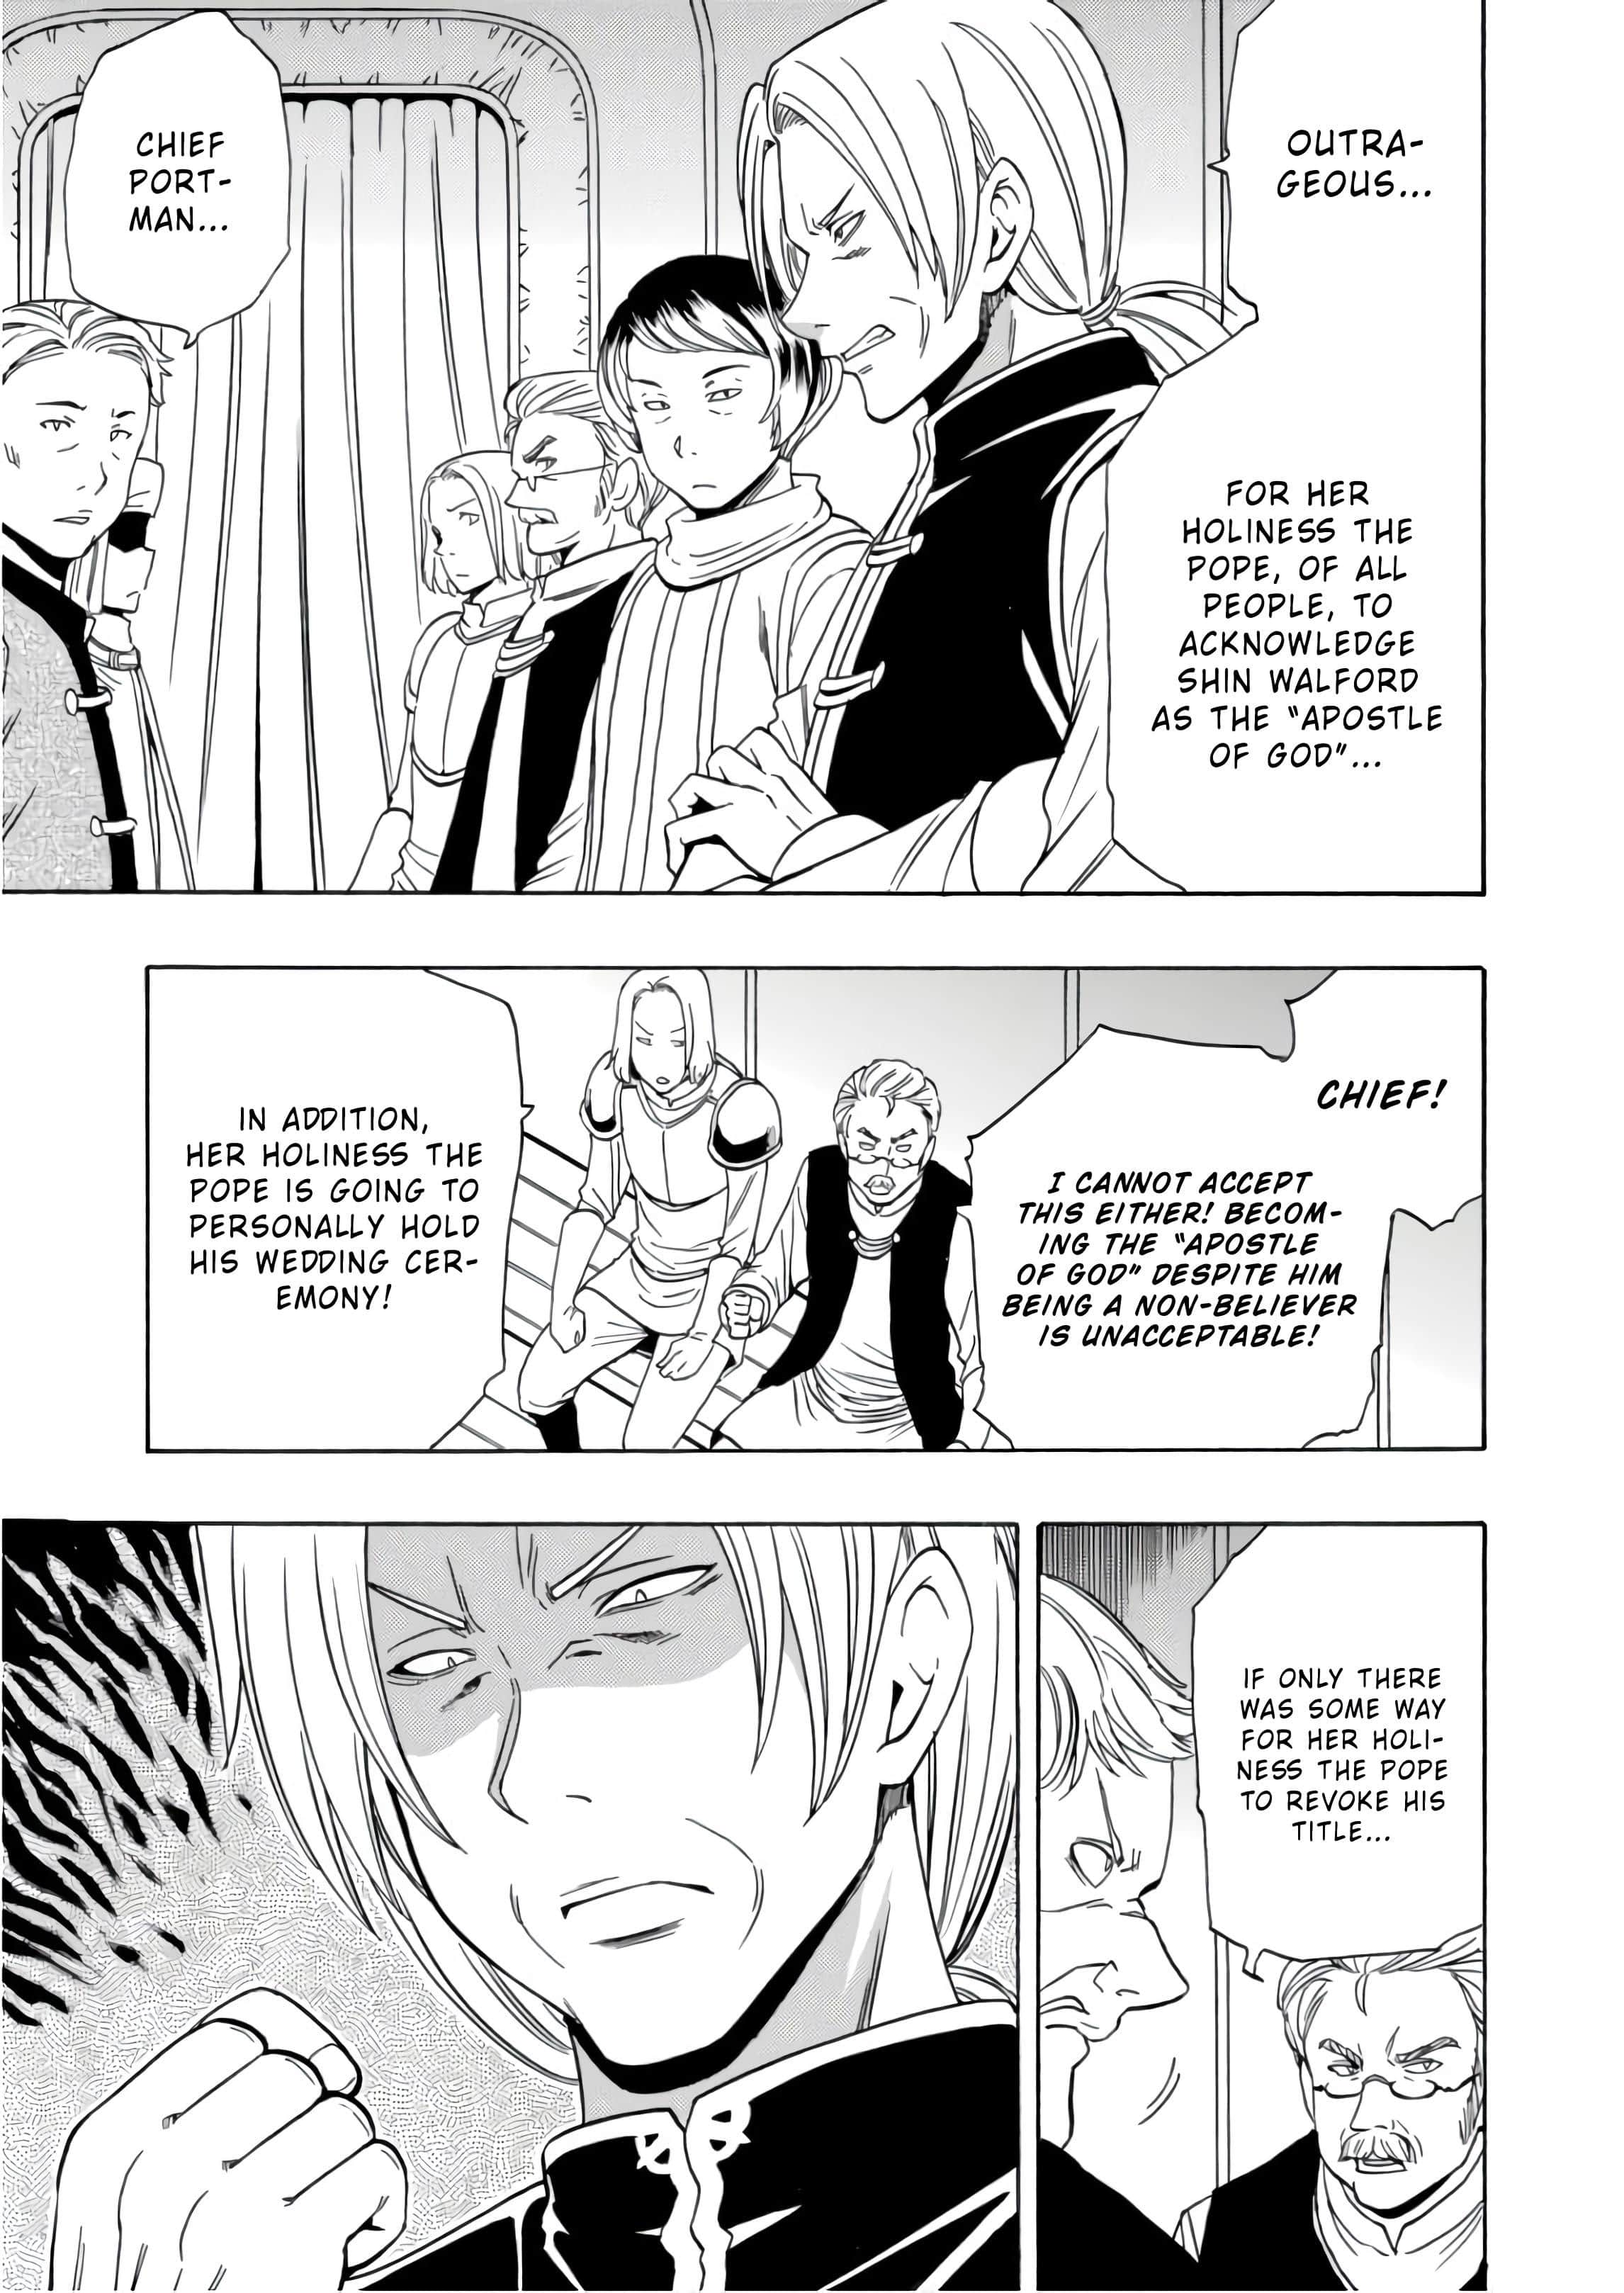 OUTRA-
GEOUS...
FOR HER
HOLINESS THE
POPE, OF ALL
PEOPLE, TO
ACKNOWLEDGE
SHIN WALFORD
AS THE "APOSTLE
OF GOD"...
CHIEF
PORT-
MAN...
CHIEF!
I CANNOT ACCEPT
THIS EITHER! BECOM-
ING THE "APOSTLE
OF GOD" DESPITE HIM
BEING A NON-BELIEVER
IS UNACCEPTABLE!
IN ADDITION,
HER HOLINESS THE
POPE IS GOING TO
PERSONALLY HOLD
HIS WEDDING CER-
EMONY!
IF ONLY THERE
WAS SOME WAY
FOR HER HOLI-
NESS THE POPE
TO REVOKE HIS
TITLE...